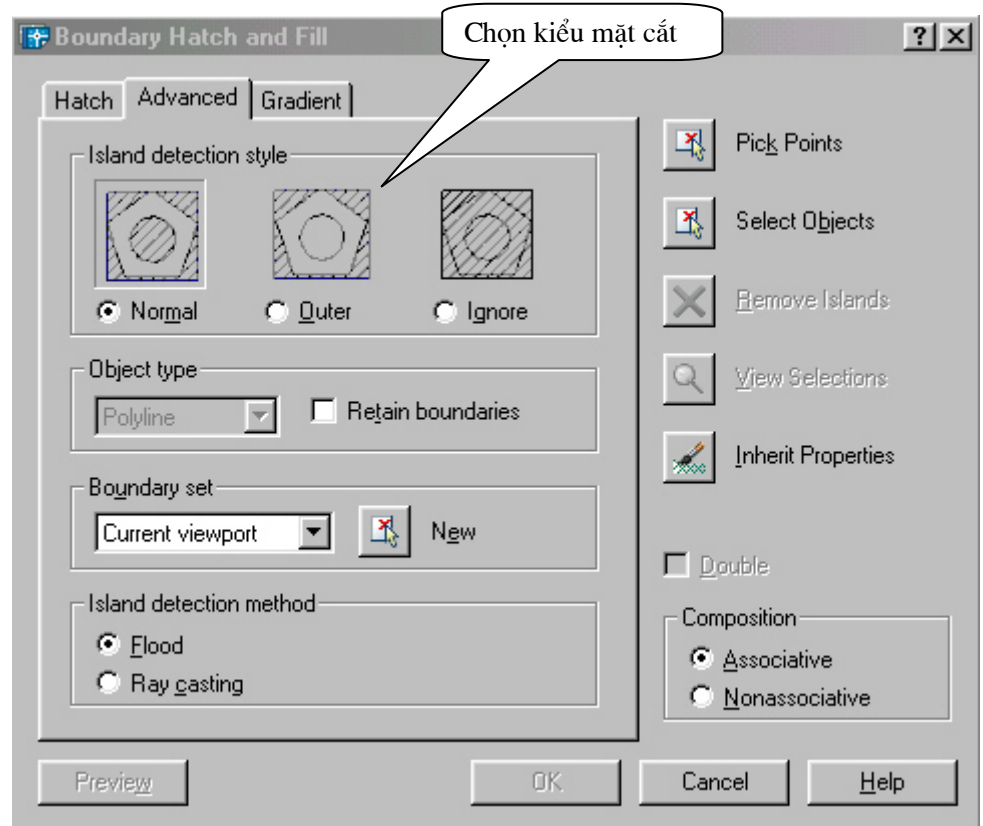 Boundary Hatch and Fill
Chọn kiểu mặt cắt
Hatch Advanced Gradient
Island detection style
Normal Outer Ignore
Object type
Polyline Retain boundaries
Boundary set
Current viewport New
Island detection method
Flood
Ray casting
Pick Points
Select Objects
Remove Islands
View Selections
Inherit Properties
Double
Composition
Associative
Nonassociative
Preview OK Cancel Help